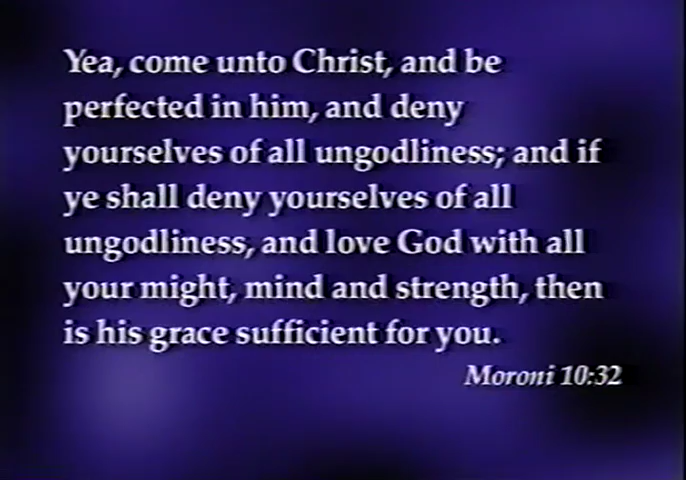 Yea, come unto Christ, and be
perfected in him, and deny
yourselves of all ungodliness; and if
ye shall deny yourselves of all
ungodliness, and love God with all
your might, mind and strength, then
is his grace sufficient for you.
Moroni 10:32